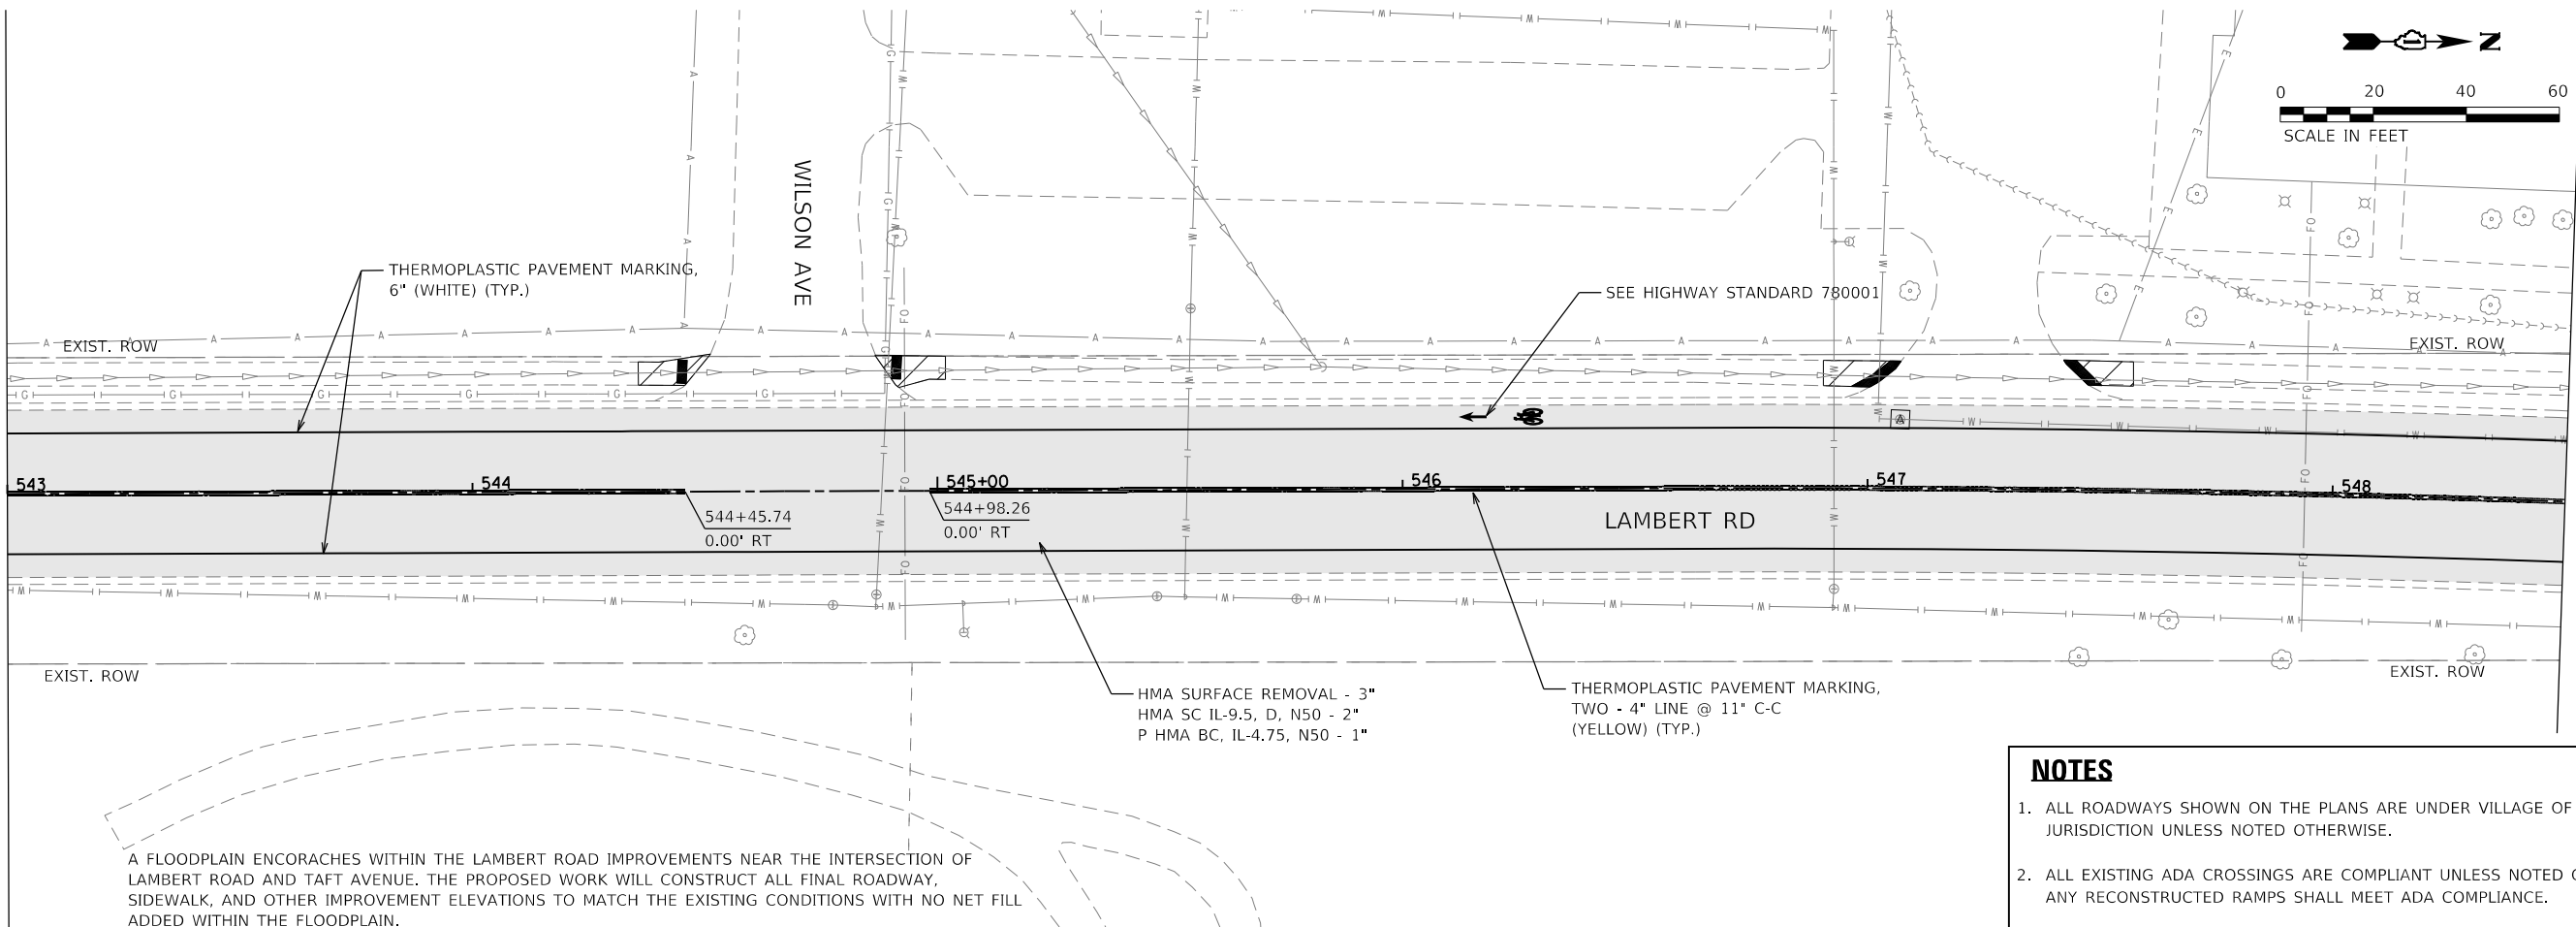 N
0 20 40 60
SCALE IN FEET
WILSON AVE
THERMOPLASTIC PAVEMENT MARKING,
6" (WHITE) (TYP.)
SEE HIGHWAY STANDARD 780001
EXIST. ROW
EXIST. ROW
A
543
544
545+00
546
547
548
544+45.74
0.00' RT
544+98.26
0.00' RT
LAMBERT RD
EXIST. ROW
EXIST. ROW
HMA SURFACE REMOVAL - 3"
HMA SC IL-9.5, D, N50 - 2"
P HMA BC, IL-4.75, N50 - 1"
THERMOPLASTIC PAVEMENT MARKING,
TWO - 4" LINE @ 11" C-C
(YELLOW) (TYP.)
A FLOODPLAIN ENCORACHES WITHIN THE LAMBERT ROAD IMPROVEMENTS NEAR THE INTERSECTION OF
LAMBERT ROAD AND TAFT AVENUE. THE PROPOSED WORK WILL CONSTRUCT ALL FINAL ROADWAY,
SIDEWALK, AND OTHER IMPROVEMENT ELEVATIONS TO MATCH THE EXISTING CONDITIONS WITH NO NET FILL
ADDED WITHIN THE FLOODPLAIN.
NOTES
1. ALL ROADWAYS SHOWN ON THE PLANS ARE UNDER VILLAGE OF
JURISDICTION UNLESS NOTED OTHERWISE.
2. ALL EXISTING ADA CROSSINGS ARE COMPLIANT UNLESS NOTED
ANY RECONSTRUCTED RAMPS SHALL MEET ADA COMPLIANCE.